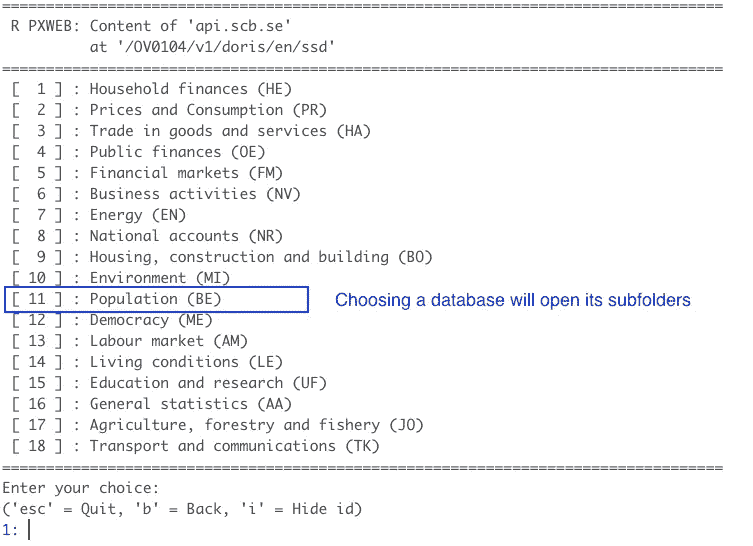 ================================================================================
R PXWEB: Content of 'api.scb.se'
at '/OV0104/v1/doris/en/ssd'
================================================================================
[ 1 ] : Household finances (HE)
[ 2 ] : Prices and Consumption (PR)
[ 3 ] : Trade in goods and services (HA)
[ 4 ] : Public finances (OE)
[ 5 ] : Financial markets (FM)
[ 6 ] : Business activities (NV)
[ 7 ] : Energy (EN)
[ 8 ] : National accounts (NR)
[ 9 ] : Housing, construction and building (BO)
[ 10 ] : Environment (MI)
[ 11 ] : Population (BE) Choosing a database will open its subfolders
[ 12 ] : Democracy (ME)
[ 13 ] : Labour market (AM)
[ 14 ] : Living conditions (LE)
[ 15 ] : Education and research (UF)
[ 16 ] : General statistics (AA)
[ 17 ] : Agriculture, forestry and fishery (JO)
[ 18 ] : Transport and communications (TK)
================================================================================
Enter your choice:
('esc' = Quit, 'b' = Back, 'i' = Hide id)
1: